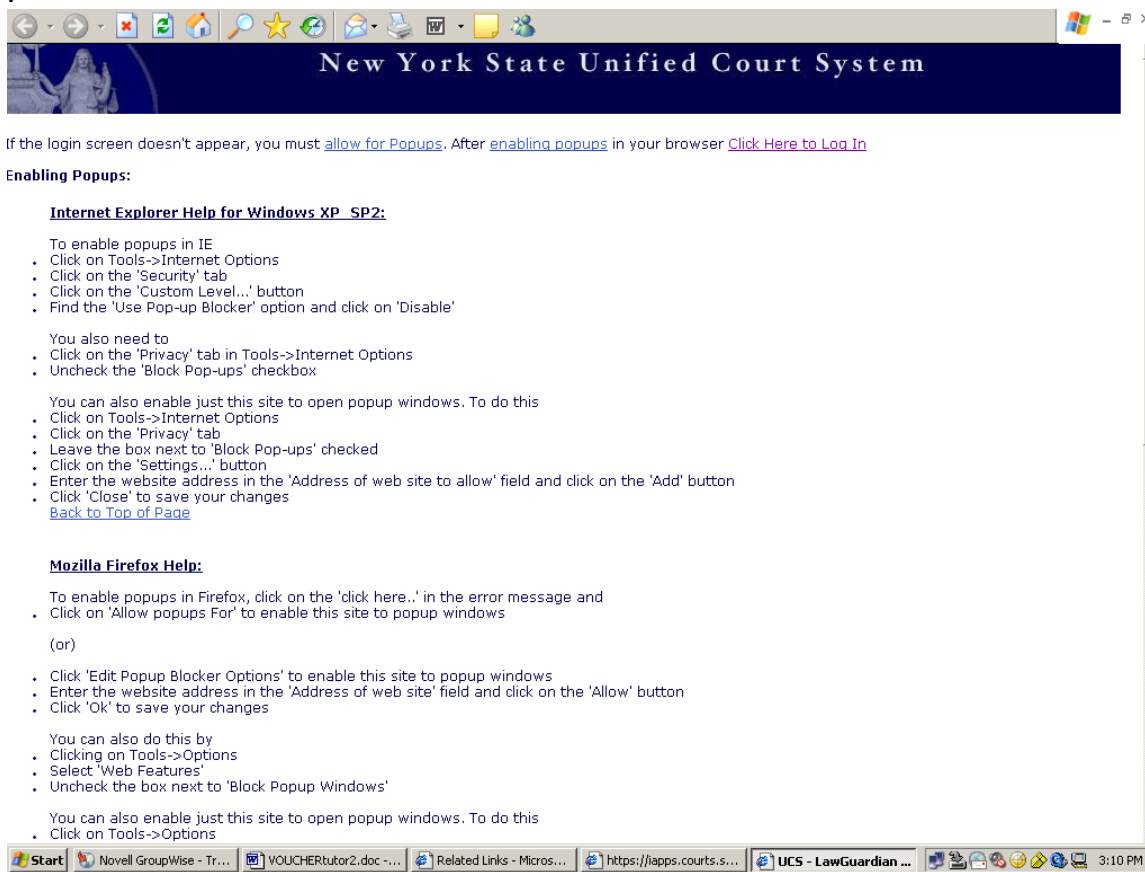 New York State Unified Court System
If the login screen doesn't appear, you must allow for Popups. After enabling popups in your browser Click Here to Log In
Enabling Popups:
Internet Explorer Help for Windows XP SP2:
To enable popups in IE
• Click on Tools->Internet Options
• Click on the 'Security' tab
• Click on the 'Custom Level...' button
• Find the 'Use Pop-up Blocker' option and click on 'Disable'
You also need to
• Click on the 'Privacy' tab in Tools->Internet Options
• Uncheck the 'Block Pop-ups' checkbox
You can also enable just this site to open popup windows. To do this
• Click on Tools->Internet Options
• Click on the 'Privacy' tab
• Leave the box next to 'Block Pop-ups' checked
• Click on the 'Settings...' button
• Enter the website address in the 'Address of web site to allow' field and click on the 'Add' button
• Click 'Close' to save your changes
Back to Top of Page
Mozilla Firefox Help:
To enable popups in Firefox, click on the 'click here..' in the error message and
• Click on 'Allow popups For' to enable this site to popup windows
(or)
• Click 'Edit Popup Blocker Options' to enable this site to popup windows
• Enter the website address in the 'Address of web site' field and click on the 'Allow' button
• Click 'Ok' to save your changes
You can also do this by
• Clicking on Tools->Options
• Select 'Web Features'
• Uncheck the box next to 'Block Popup Windows'
You can also enable just this site to open popup windows. To do this
• Click on Tools->Options
Start Novell GroupWise - Tr... VOUCHERtutor2.doc -... Related Links - Micros... https://iapps.courts.s... UCS - LawGuardian ... 3:10 PM